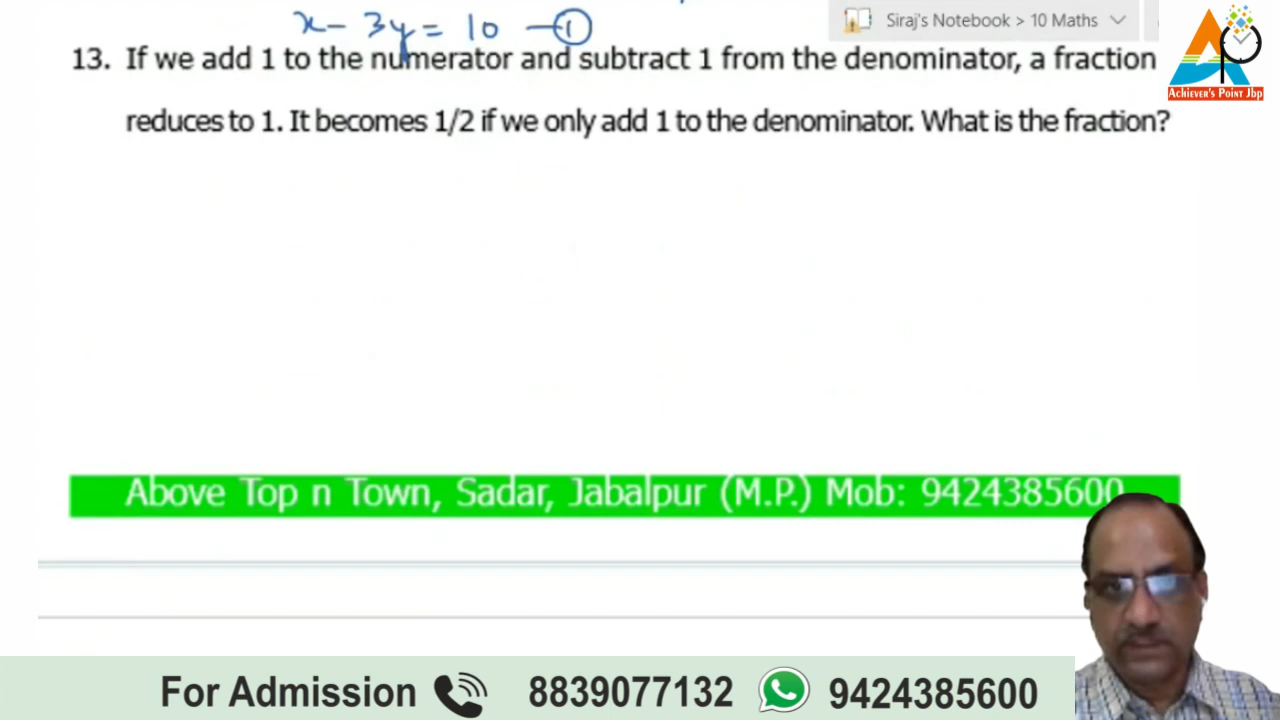 x - 3y = 10 —①
Siraj's Notebook > 10 Maths
13. If we add 1 to the numerator and subtract 1 from the denominator, a fraction
reduces to 1. It becomes 1/2 if we only add 1 to the denominator. What is the fraction?
ACHIEVER'S POINT Jbp
Above Top n Town, Sadar, Jabalpur (M.P.) Mob: 9424385600
For Admission 8839077132 9424385600